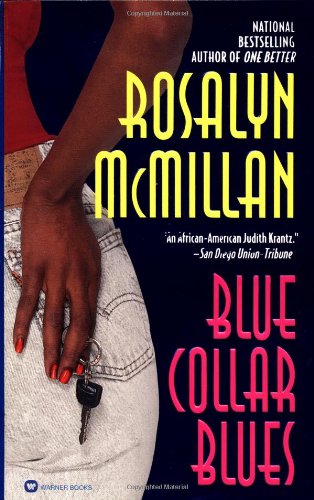 NATIONAL
BESTSELLING
AUTHOR OF ONE BETTER
ROSALYN
MCMILLAN
"An African-American Judith Krantz."
—San Diego Union-Tribune
BLUE
COLLAR
BLUES
WARNER BOOKS